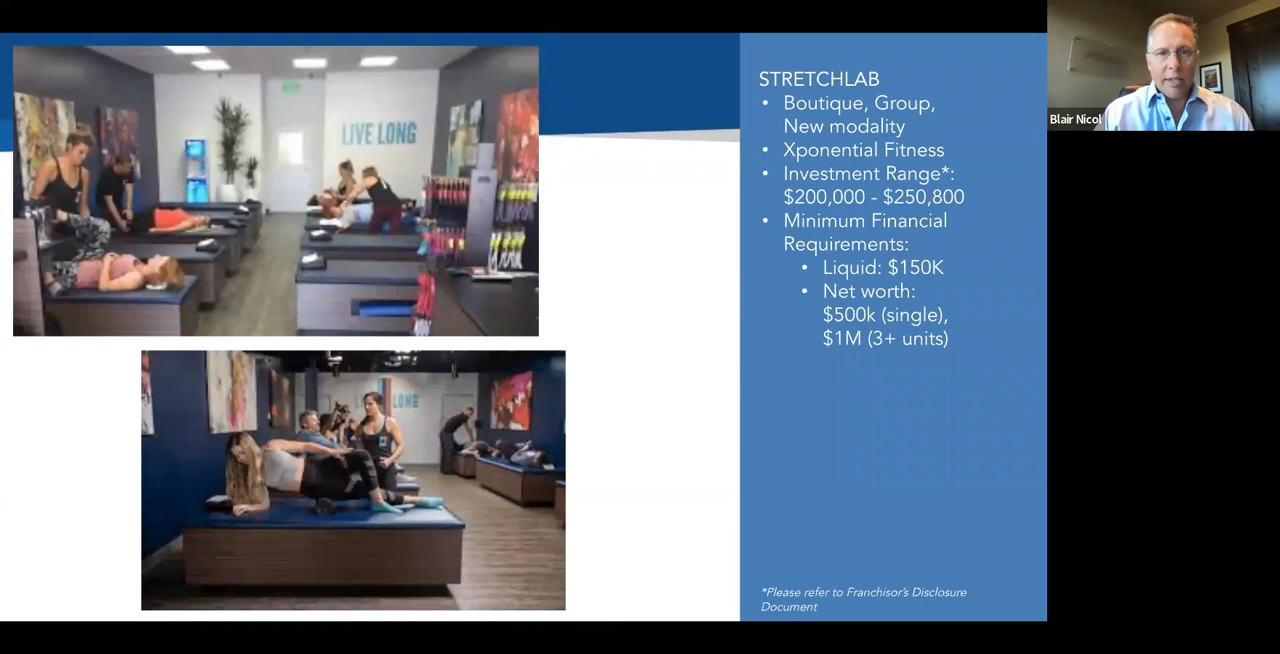 LIVE LONG
LONG
STRETCHLAB
• Boutique, Group,
New modality
• Xponential Fitness
• Investment Range*:
$200,000 - $250,800
• Minimum Financial
Requirements:
• Liquid: $150K
• Net worth:
$500k (single),
$1M (3+ units)
*Please refer to Franchisor's Disclosure
Document
Blair Nicol